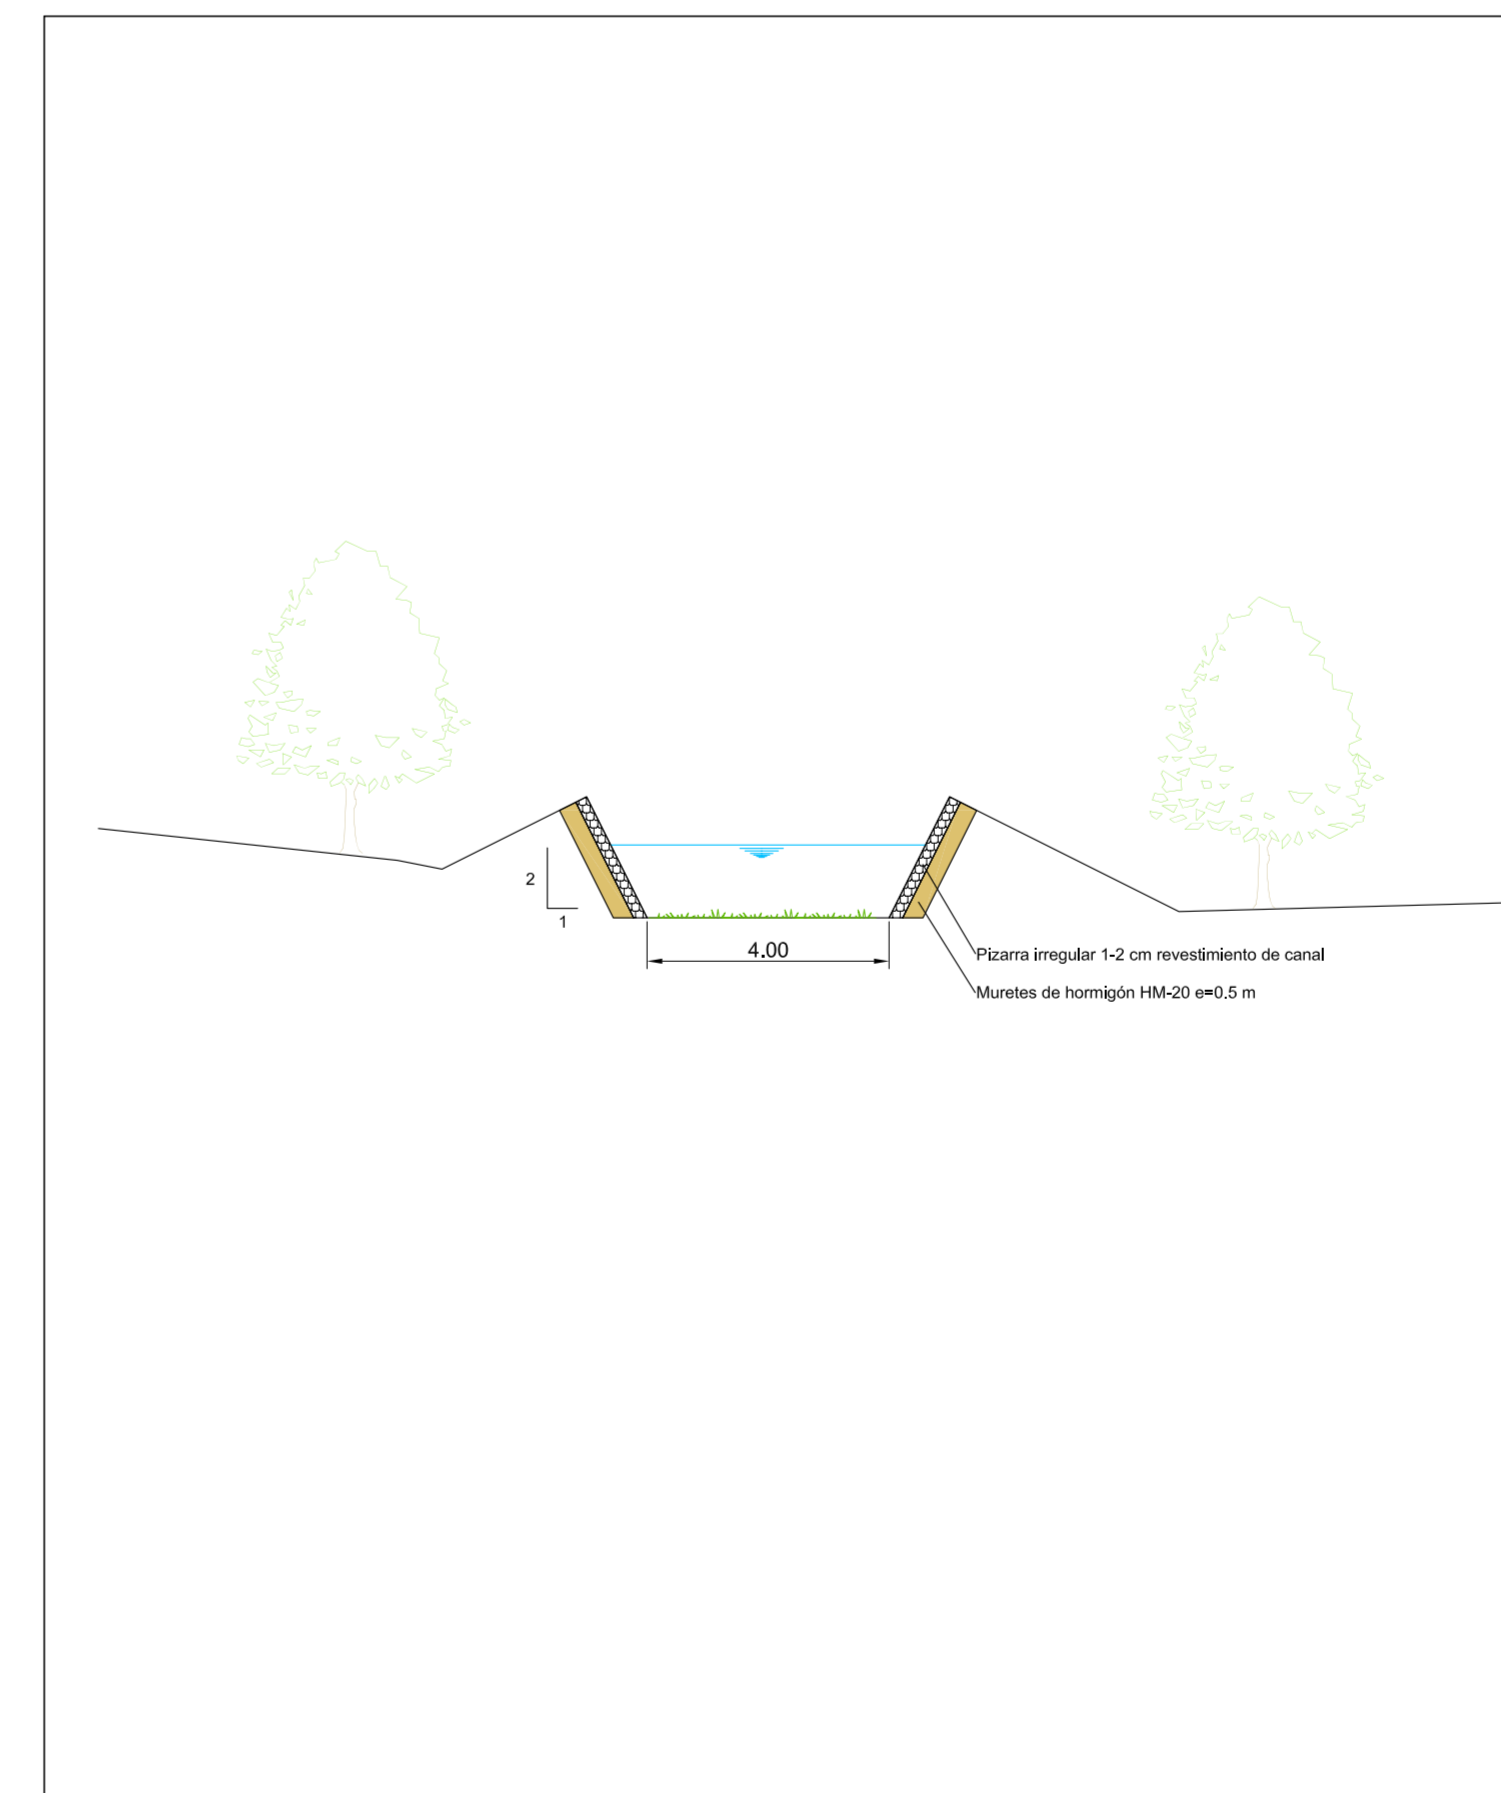 2
1
4.00
Pizarra irregular 1-2 cm revestimiento de canal
Muretes de hormigón HM-20 e=0.5 m